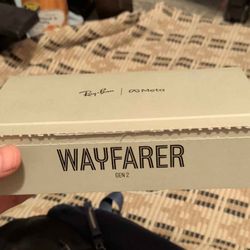 Ray-Ban | Meta
WAYFARER
GEN 2